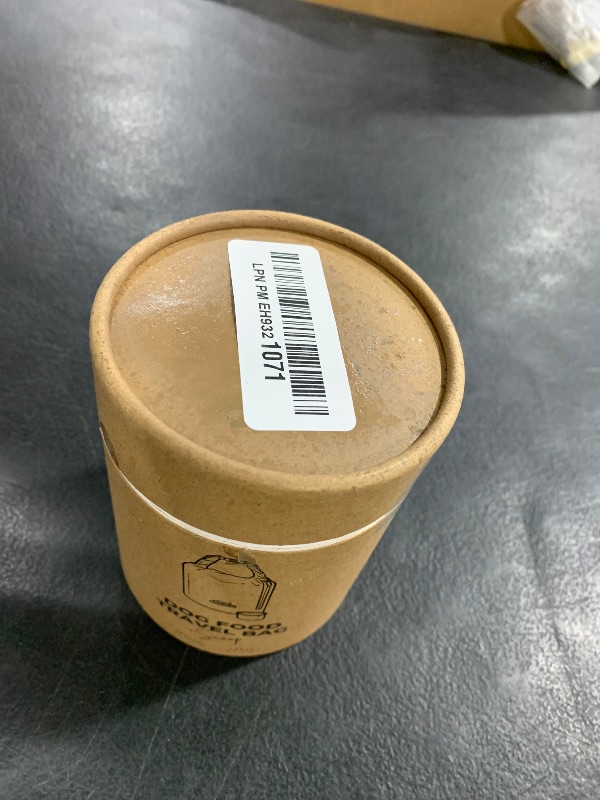 LPN PM EH932 1071
DOG FOOD
TRAVEL BAG